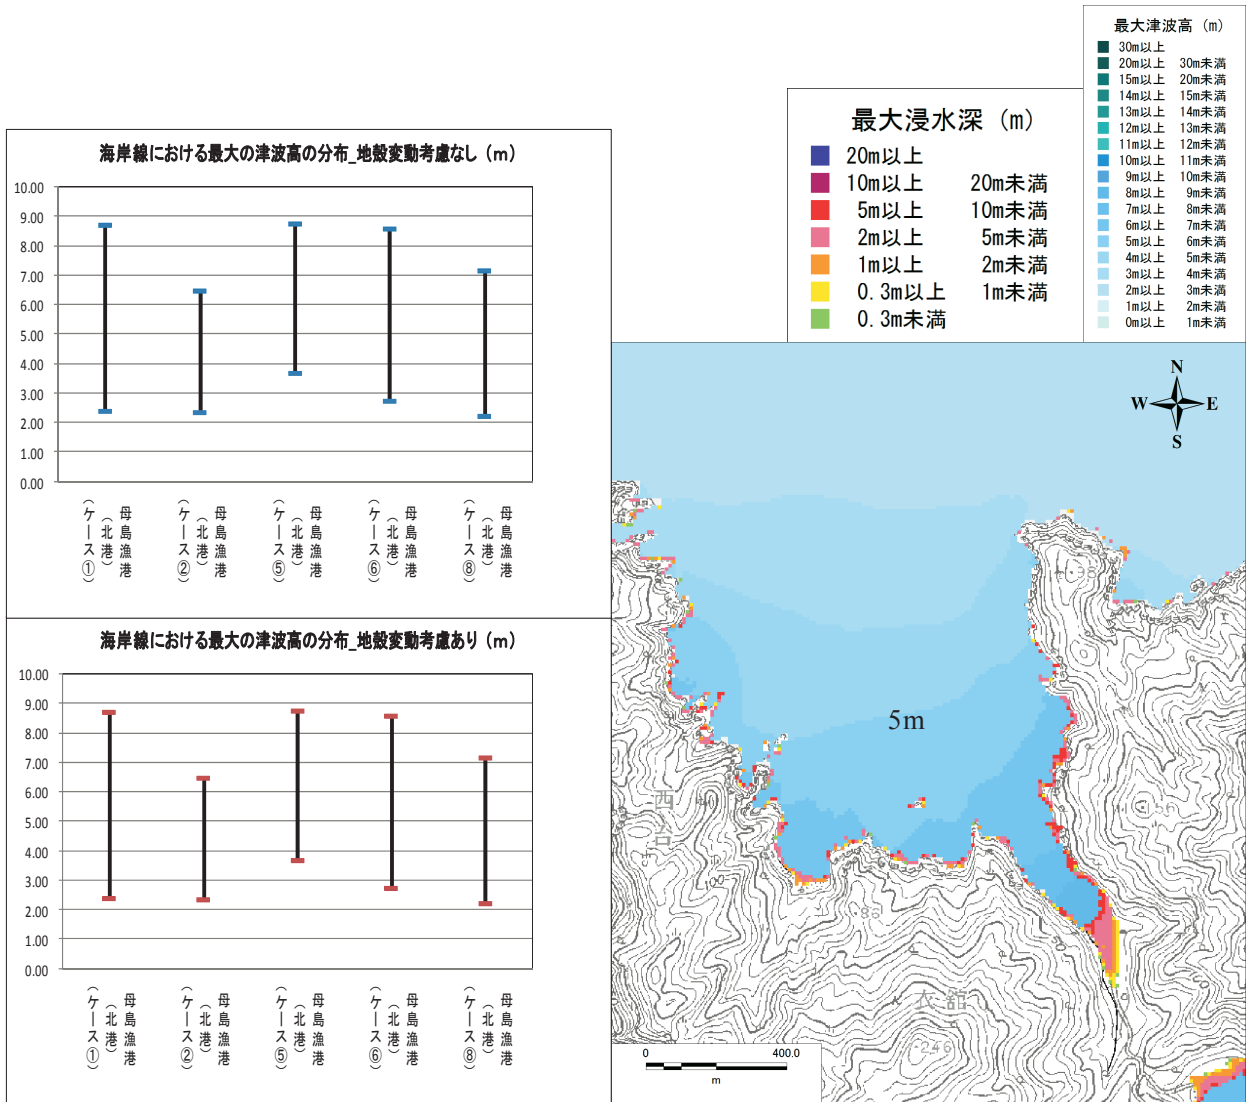 最大津波高 (m)
30m以上
20m以上 30m未満
15m以上 20m未満
14m以上 15m未満
13m以上 14m未満
12m以上 13m未満
11m以上 12m未満
10m以上 11m未満
9m以上 10m未満
8m以上 9m未満
7m以上 8m未満
6m以上 7m未満
5m以上 6m未満
4m以上 5m未満
3m以上 4m未満
2m以上 3m未満
1m以上 2m未満
0m以上 1m未満
最大浸水深 (m)
20m以上
10m以上 20m未満
5m以上 10m未満
2m以上 5m未満
1m以上 2m未満
0.3m以上 1m未満
0.3m未満
海岸線における最大の津波高の分布_地殻変動考慮なし (m)
10.00
9.00
8.00
7.00
6.00
5.00
4.00
3.00
2.00
1.00
0.00
母島漁港
(北港)
(ケース①)
母島漁港
(北港)
(ケース②)
母島漁港
(北港)
(ケース⑤)
母島漁港
(北港)
(ケース⑥)
母島漁港
(北港)
(ケース⑧)
海岸線における最大の津波高の分布_地殻変動考慮あり (m)
10.00
9.00
8.00
7.00
6.00
5.00
4.00
3.00
2.00
1.00
0.00
母島漁港
(北港)
(ケース①)
母島漁港
(北港)
(ケース②)
母島漁港
(北港)
(ケース⑤)
母島漁港
(北港)
(ケース⑥)
母島漁港
(北港)
(ケース⑧)
N
W E
S
5m
西台
100
86
衣舘
246
0 400.0
m